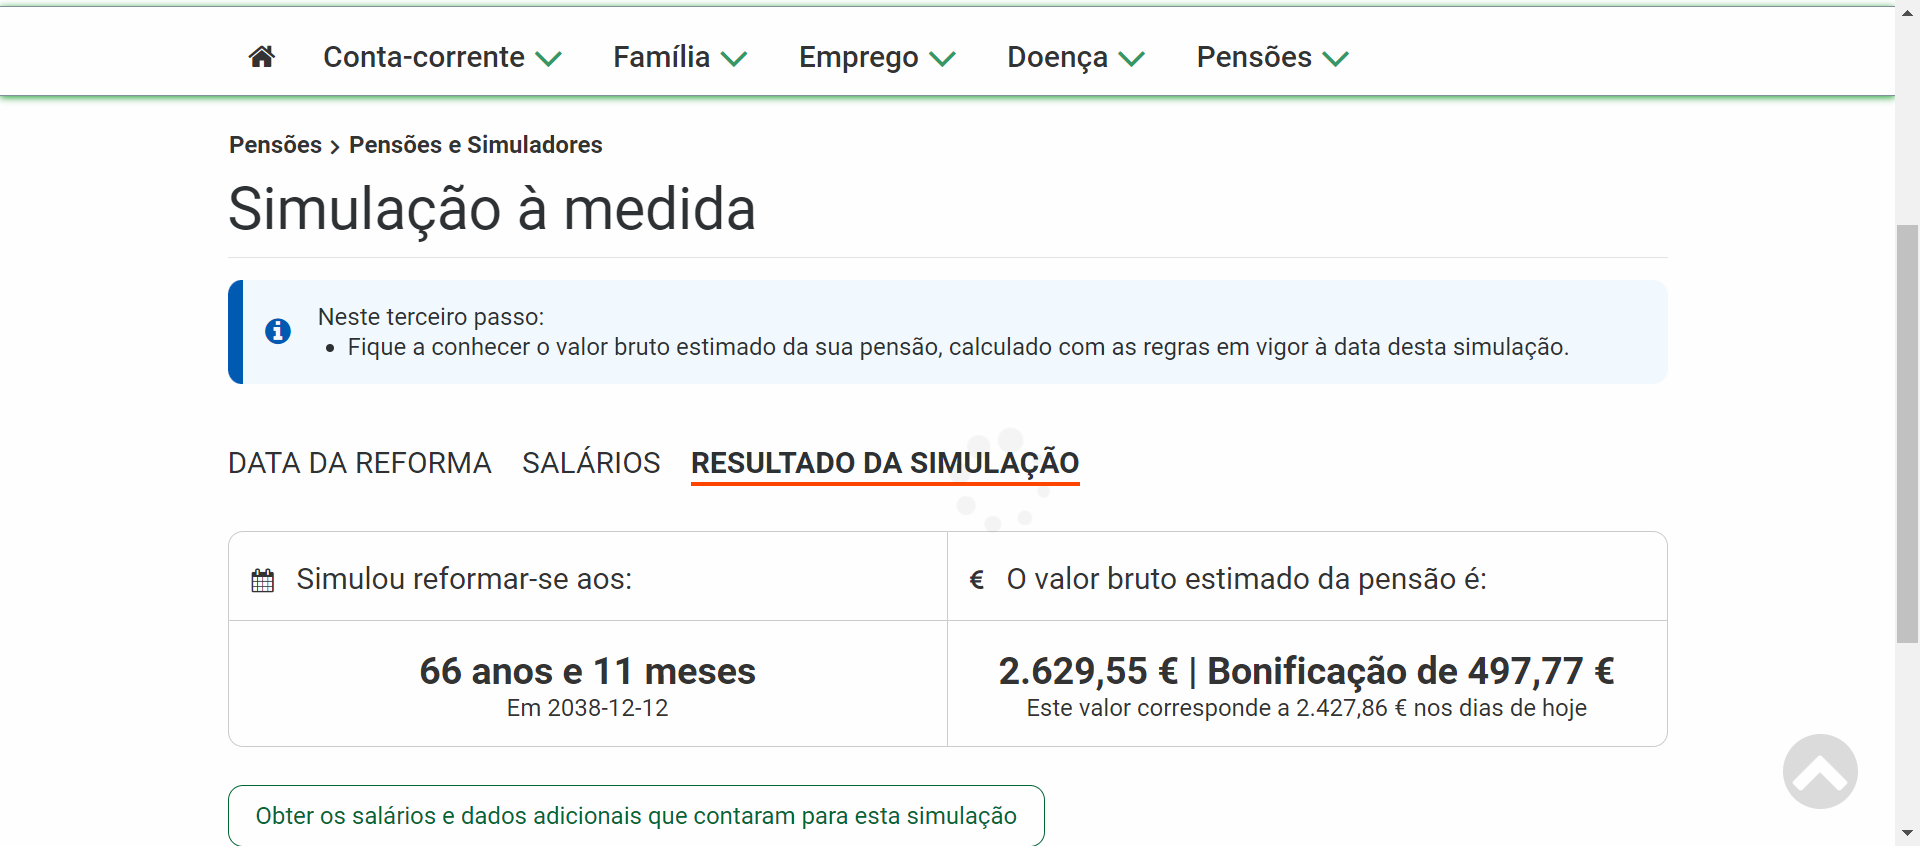 Conta-corrente Família Emprego Doença Pensões
Pensões > Pensões e Simuladores
Simulação à medida
Neste terceiro passo:
• Fique a conhecer o valor bruto estimado da sua pensão, calculado com as regras em vigor à data desta simulação.
DATA DA REFORMA SALÁRIOS RESULTADO DA SIMULAÇÃO
Simulou reformar-se aos:
66 anos e 11 meses
Em 2038-12-12
€ O valor bruto estimado da pensão é:
2.629,55 € | Bonificação de 497,77 €
Este valor corresponde a 2.427,86 € nos dias de hoje
Obter os salários e dados adicionais que contaram para esta simulação